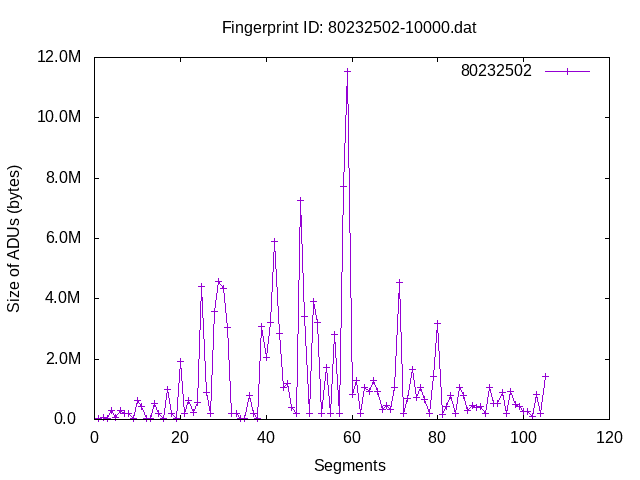 Fingerprint ID: 80232502-10000.dat
12.0M
80232502
10.0M
8.0M
6.0M
4.0M
2.0M
0.0
Size of ADUs (bytes)
0 20 40 60 80 100 120
Segments